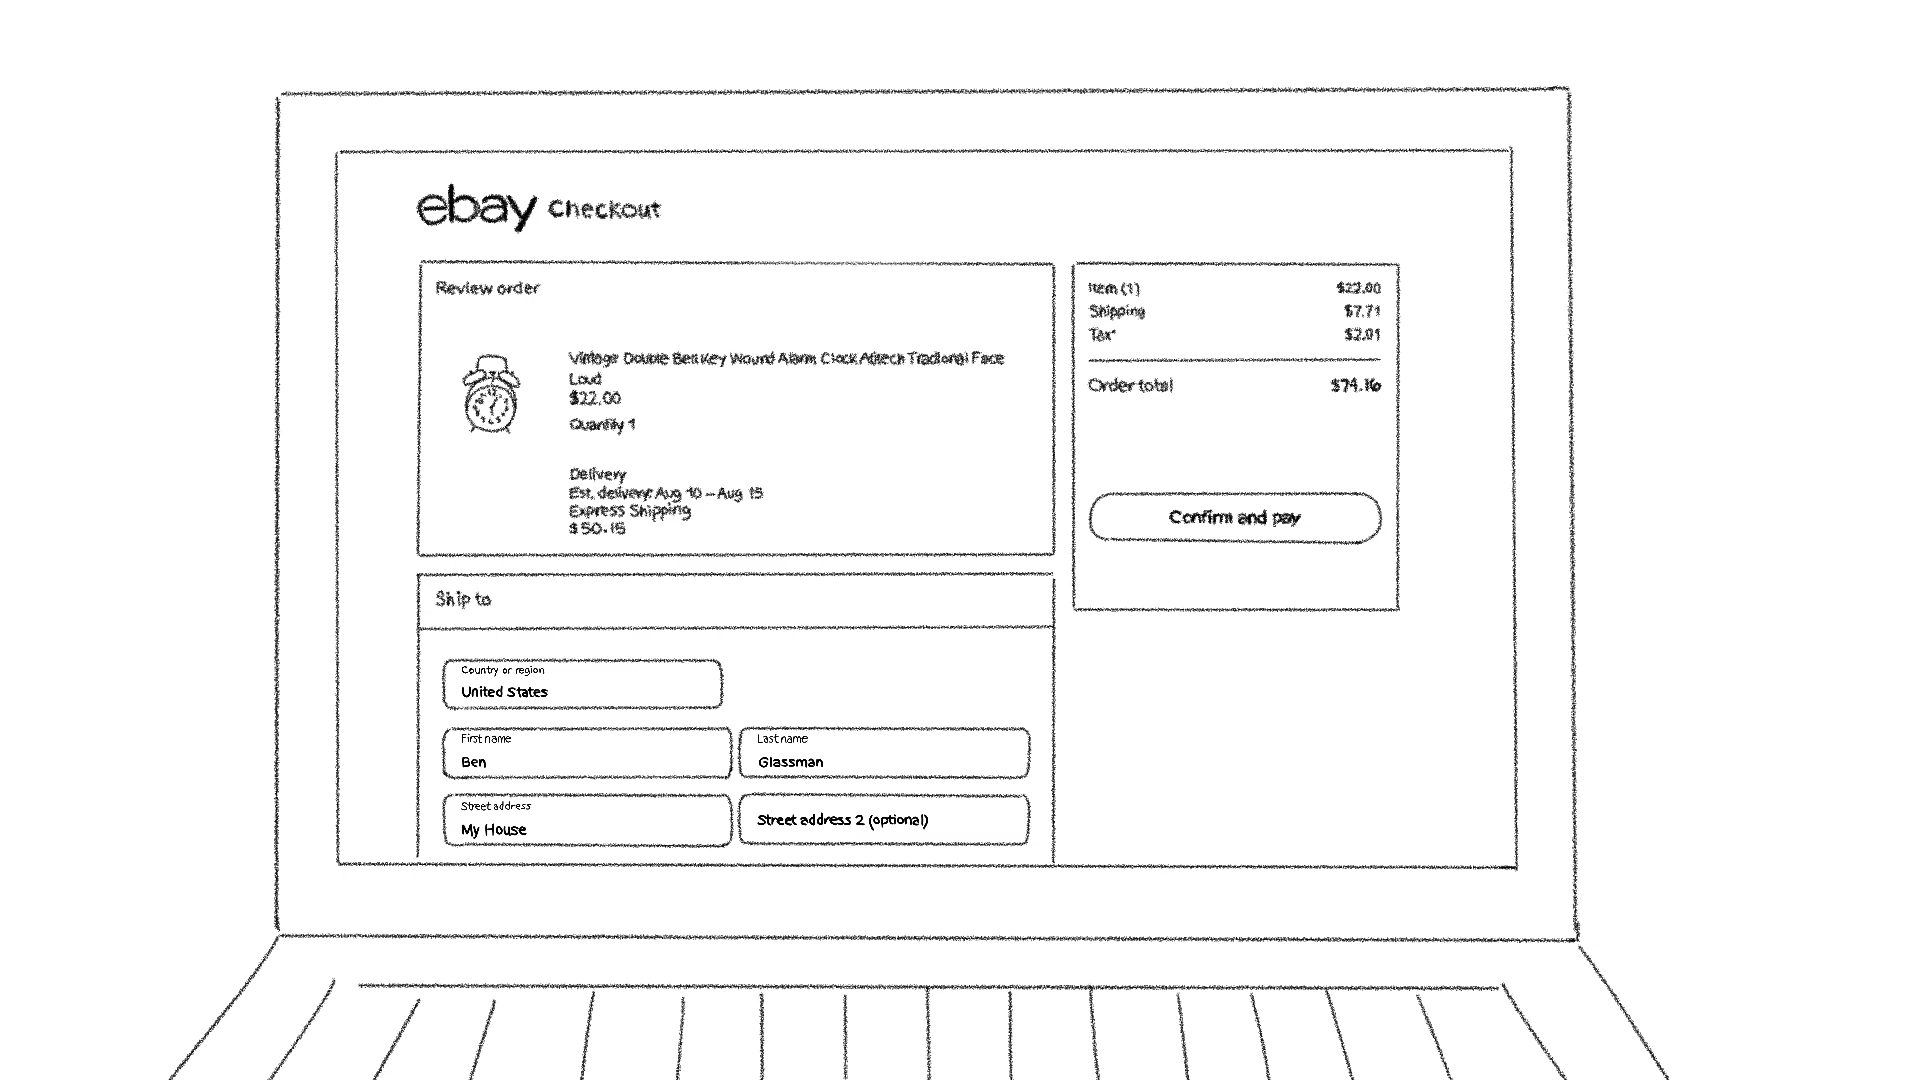 ebay Checkout
Review order
Vintage Double Bell Key Wound Alarm Clock Aitech Tradional Face
Loud
$22.00
Quantity 1
Delivery
Est. delivery: Aug 10 – Aug 15
Express Shipping
$50.15
Item (1) $22.00
Shipping $7.71
Tax* $2.01
Order total $74.16
Confirm and pay
Ship to
Country or region
United States
First name
Ben
Last name
Glassman
Street address
My House
Street address 2 (optional)